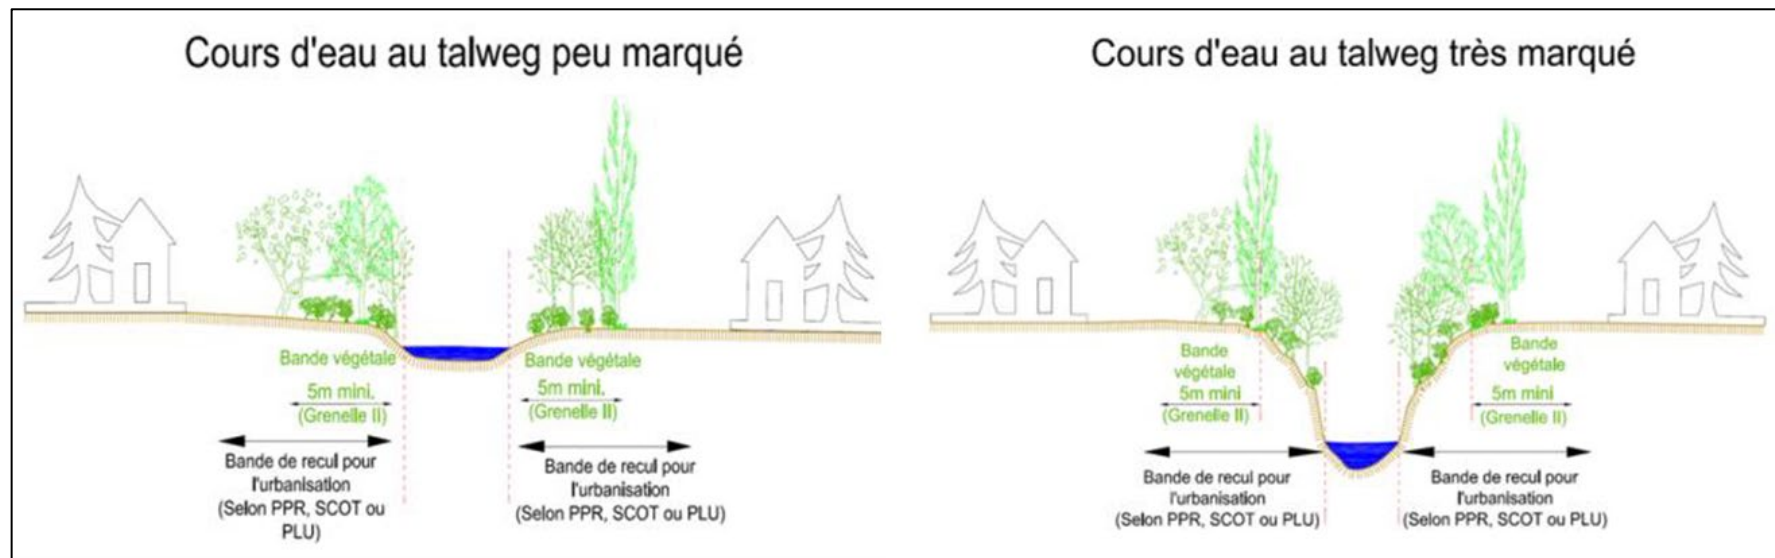 Cours d'eau au talweg peu marqué
Bande végétale
5m mini.
(Grenelle II)
Bande de recul pour
l'urbanisation
(Selon PPR, SCOT ou
PLU)
Bande végétale
5m mini.
(Grenelle II)
Bande de recul pour
l'urbanisation
(Selon PPR, SCOT ou PLU)
Cours d'eau au talweg très marqué
Bande
végétale
5m mini
(Grenelle II)
Bande de recul pour
l'urbanisation
(Selon PPR, SCOT ou PLU)
Bande
végétale
5m mini
(Grenelle II)
Bande de recul pour
l'urbanisation
(Selon PPR, SCOT ou PLU)